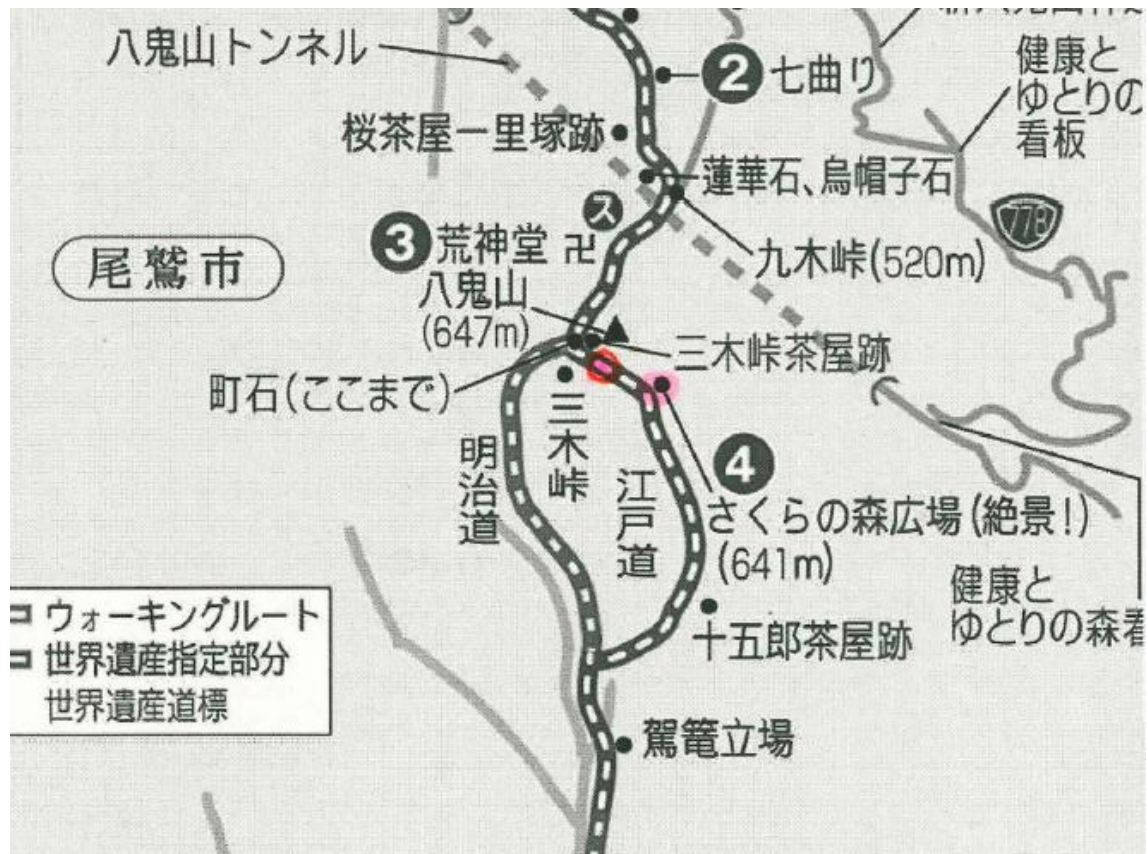 八鬼山トンネル
❷七曲り
健康と
ゆとりの
看板
桜茶屋一里塚跡
蓮華石、烏帽子石
778
ス
❸荒神堂 卍
九木峠(520m)
尾鷲市
八鬼山
(647m)
三木峠茶屋跡
町石(ここまで)
三木峠
明治道
江戸道
❹
さくらの森広場(絶景!)
(641m)
健康と
ゆとりの森看
十五郎茶屋跡
ウォーキングルート
世界遺産指定部分
世界遺産道標
駕籠立場